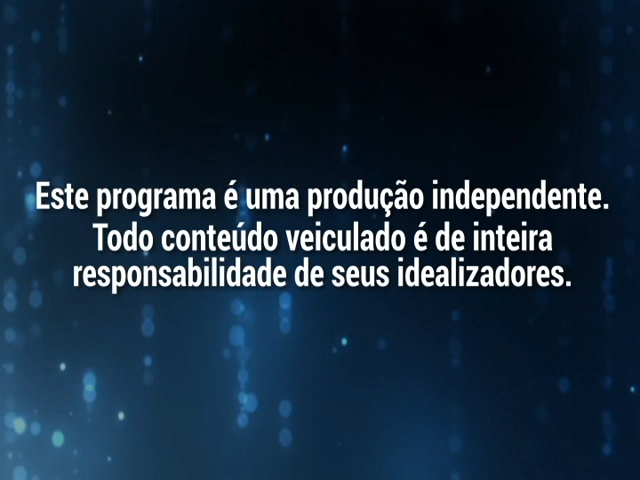 Este programa é uma produção independente.
Todo conteúdo veiculado é de inteira
responsabilidade de seus idealizadores.